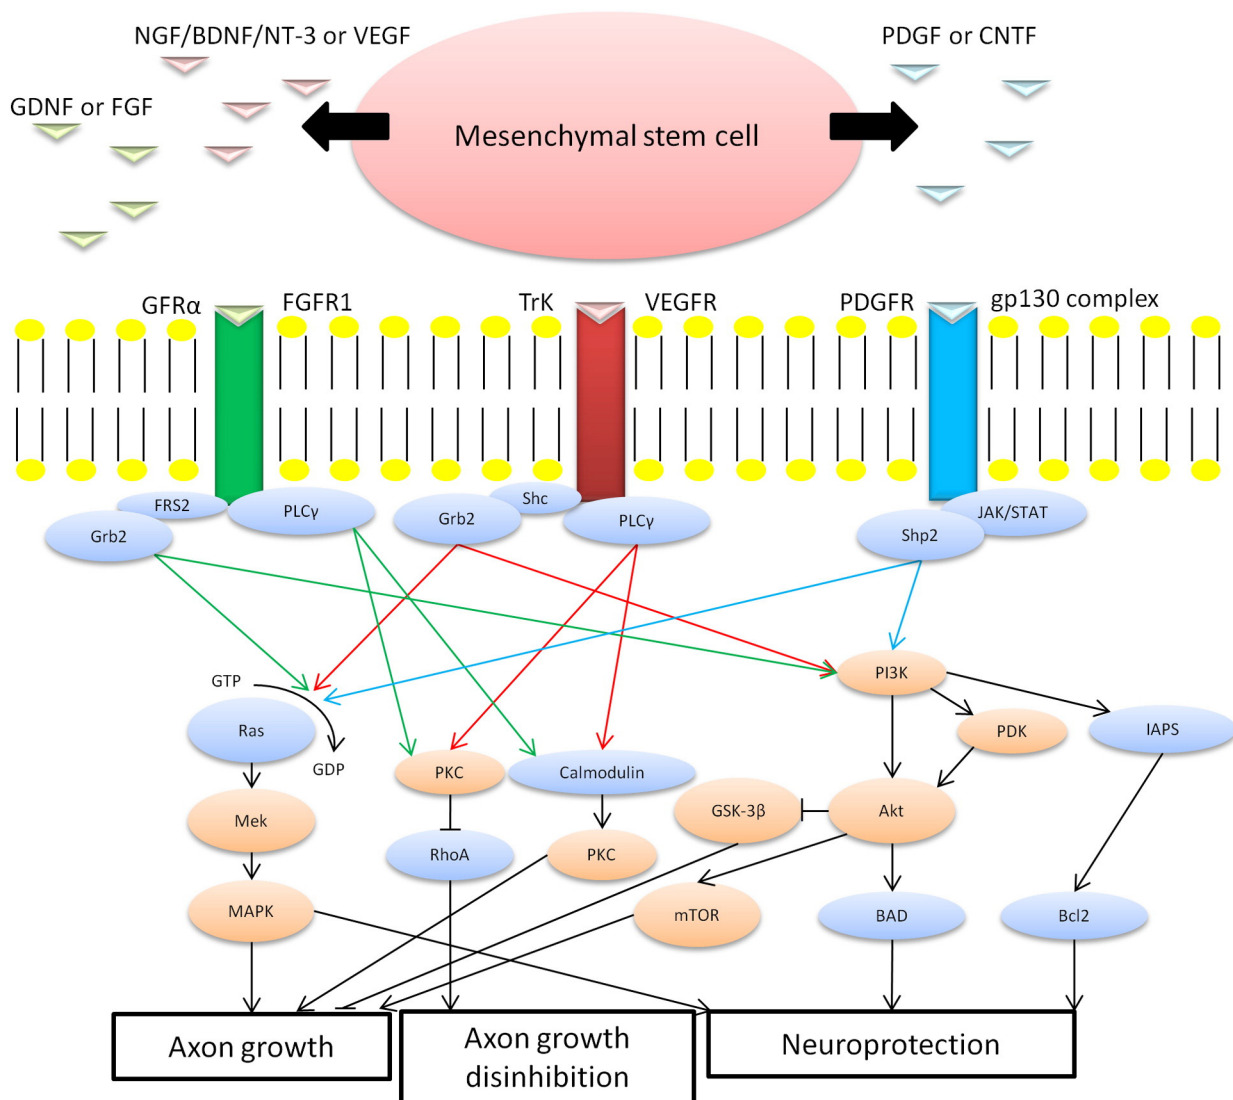 NGF/BDNF/NT-3 or VEGF
PDGF or CNTF
GDNF or FGF
Mesenchymal stem cell
GFRα
FGFR1
TrK
VEGFR
PDGFR
gp130 complex
FRS2
Grb2
PLCγ
Shc
Grb2
PLCγ
JAK/STAT
Shp2
GTP
Ras
GDP
PI3K
PDK
IAPS
PKC
Calmodulin
Mek
GSK-3β
Akt
RhoA
PKC
MAPK
mTOR
BAD
Bcl2
Axon growth
Axon growth
disinhibition
Neuroprotection